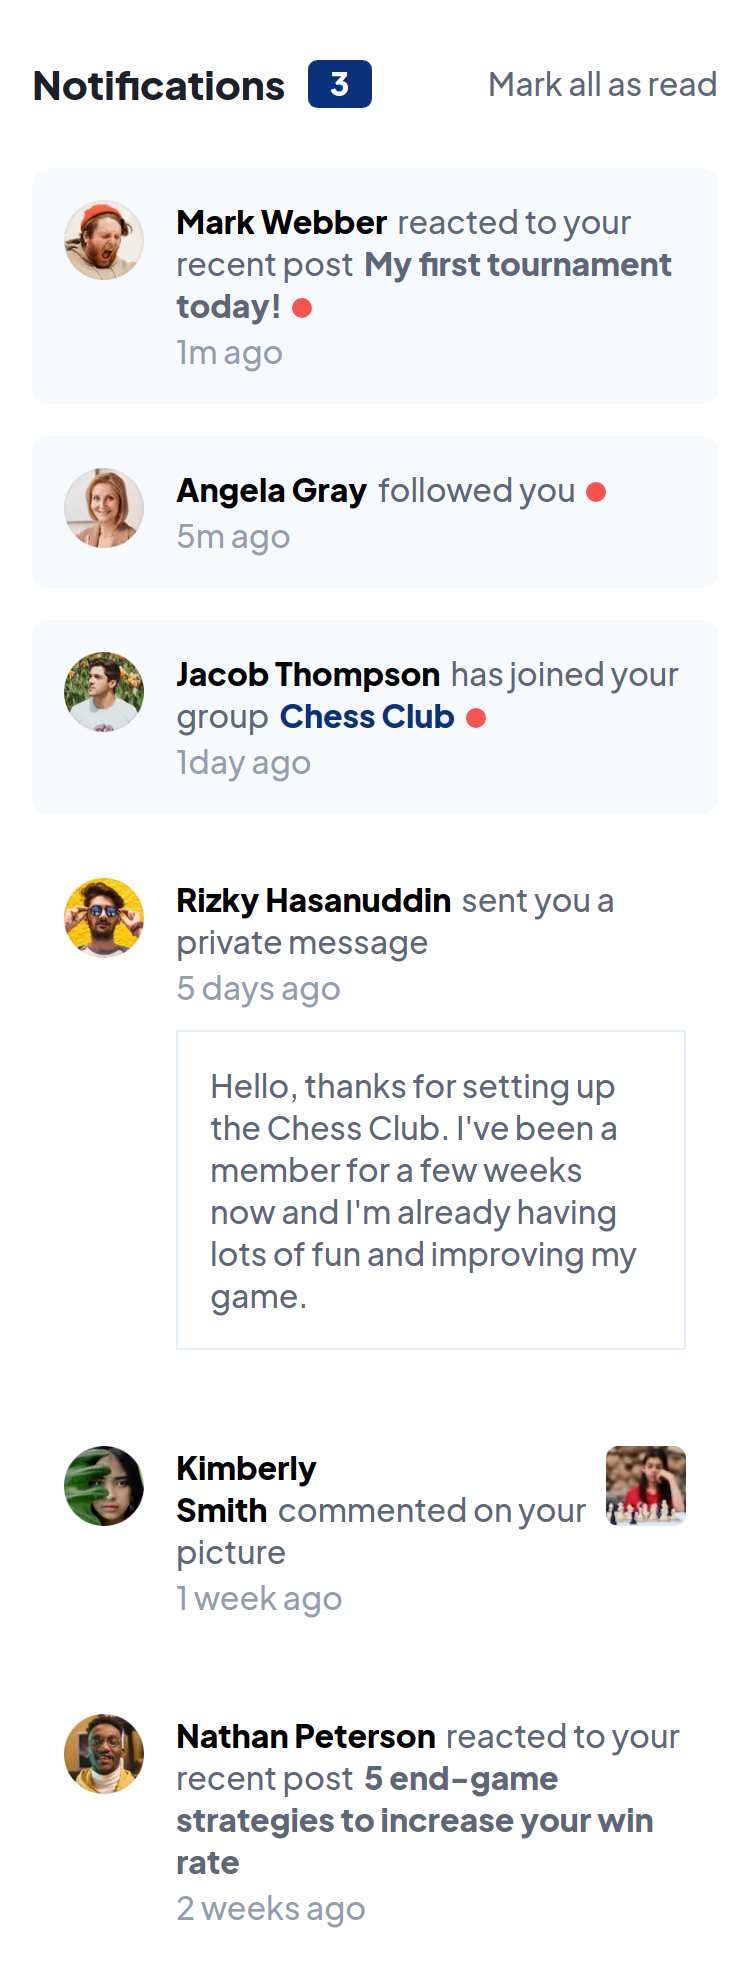 Notifications 3 Mark all as read
Mark Webber reacted to your
recent post My first tournament
today!
1m ago
Angela Gray followed you
5m ago
Jacob Thompson has joined your
group Chess Club
1day ago
Rizky Hasanuddin sent you a
private message
5 days ago
Hello, thanks for setting up
the Chess Club. I've been a
member for a few weeks
now and I'm already having
lots of fun and improving my
game.
Kimberly
Smith commented on your
picture
1 week ago
Nathan Peterson reacted to your
recent post 5 end-game
strategies to increase your win
rate
2 weeks ago